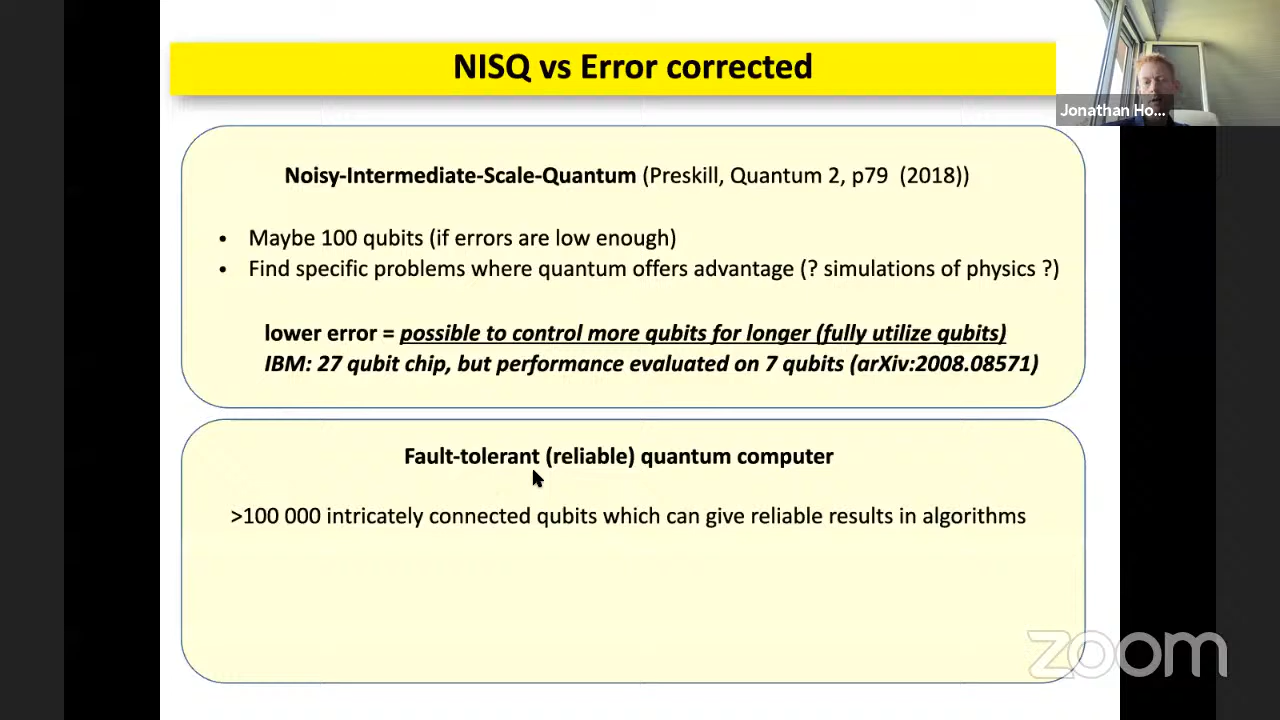 NISQ vs Error corrected
Jonathan Ho...
Noisy-Intermediate-Scale-Quantum (Preskill, Quantum 2, p79 (2018))
• Maybe 100 qubits (if errors are low enough)
• Find specific problems where quantum offers advantage (? simulations of physics ?)
lower error = possible to control more qubits for longer (fully utilize qubits)
IBM: 27 qubit chip, but performance evaluated on 7 qubits (arXiv:2008.08571)
Fault-tolerant (reliable) quantum computer
>100 000 intricately connected qubits which can give reliable results in algorithms
zoom